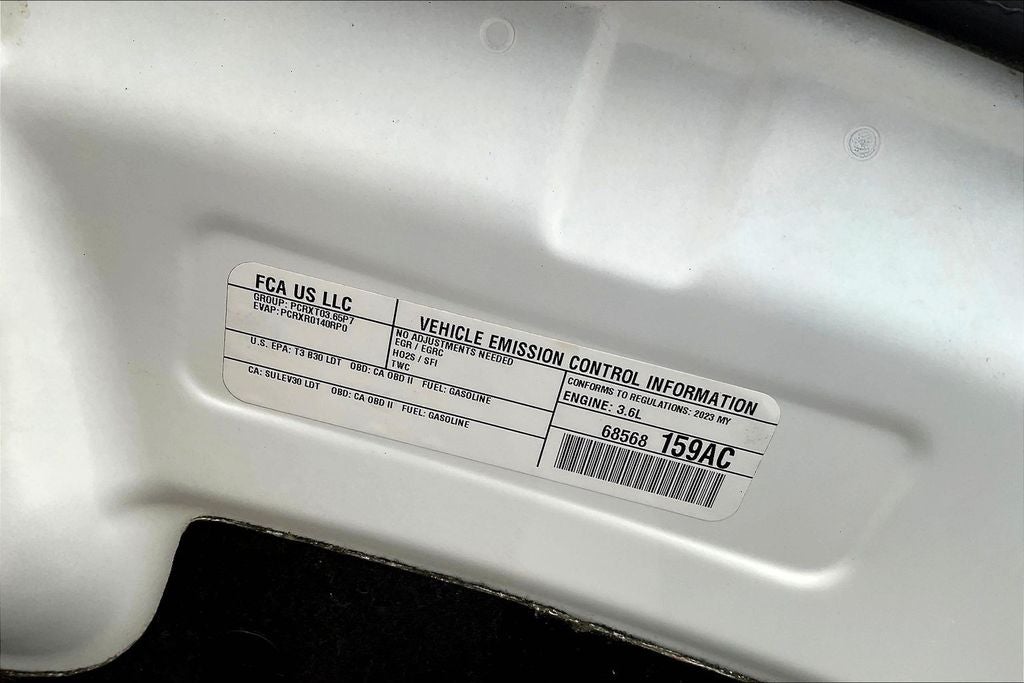 FCA US LLC
GROUP: PCRXT03.65P7
EVAP: PCRXR0140RP0
VEHICLE EMISSION CONTROL INFORMATION
NO ADJUSTMENTS NEEDED
EGR / EGRC
HO2S / SFI
TWC
CONFORMS TO REGULATIONS: 2023 MY
ENGINE: 3.6L
U.S. EPA: T3 B30 LDT OBD: CA OBD II FUEL: GASOLINE
CA: SULEV30 LDT OBD: CA OBD II FUEL: GASOLINE
68568 159AC